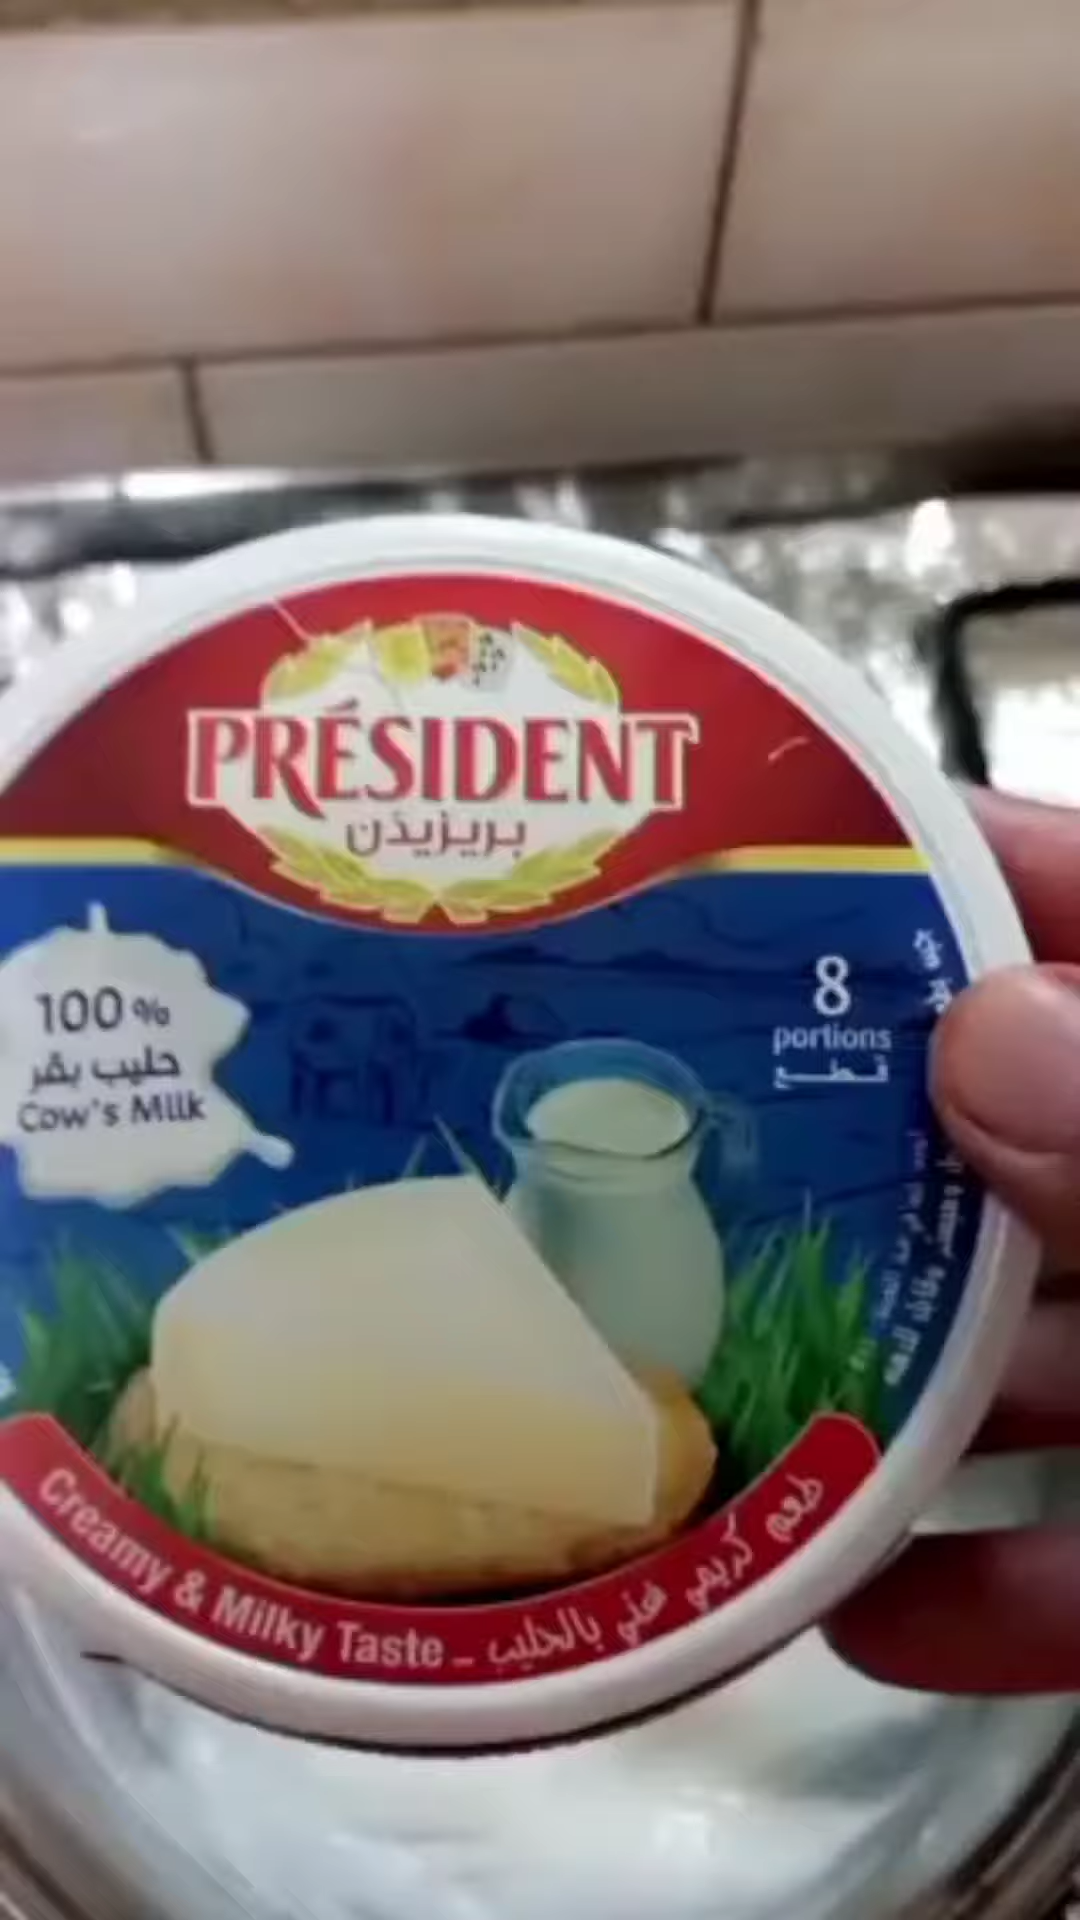 PRÉSIDENT
بريزيدن
100 %
حليب بقر
Cow's Milk
8
portions
قطع
Creamy & Milky Taste - طعم كريمي غني بالحليب